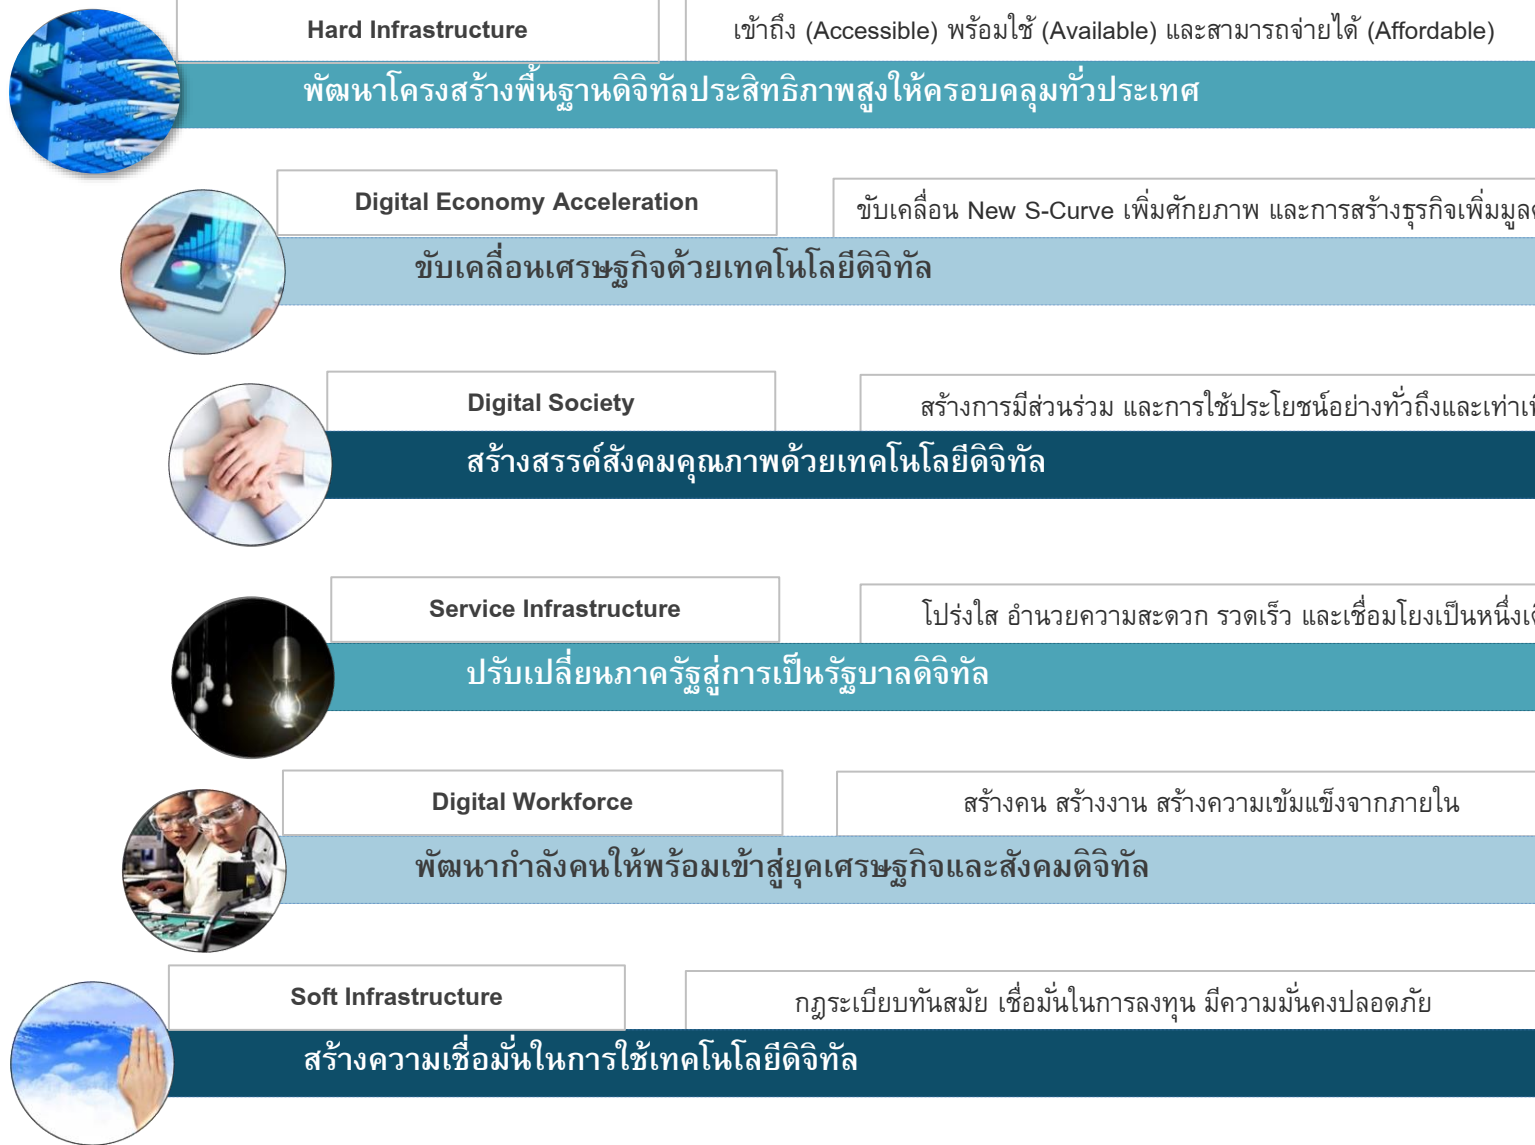 Hard Infrastructure
เข้าถึง (Accessible) พร้อมใช้ (Available) และสามารถจ่ายได้ (Affordable)
พัฒนาโครงสร้างพื้นฐานดิจิทัลประสิทธิภาพสูงให้ครอบคลุมทั่วประเทศ
Digital Economy Acceleration
ขับเคลื่อน New S-Curve เพิ่มศักยภาพ และการสร้างธุรกิจเพิ่มมูล
ขับเคลื่อนเศรษฐกิจด้วยเทคโนโลยีดิจิทัล
Digital Society
สร้างการมีส่วนร่วม และการใช้ประโยชน์อย่างทั่วถึงและเท่า
สร้างสรรค์สังคมคุณภาพด้วยเทคโนโลยีดิจิทัล
Service Infrastructure
โปร่งใส อำนวยความสะดวก รวดเร็ว และเชื่อมโยงเป็นหนึ่ง
ปรับเปลี่ยนภาครัฐสู่การเป็นรัฐบาลดิจิทัล
Digital Workforce
สร้างคน สร้างงาน สร้างความเข้มแข็งจากภายใน
พัฒนากำลังคนให้พร้อมเข้าสู่ยุคเศรษฐกิจและสังคมดิจิทัล
Soft Infrastructure
กฎระเบียบทันสมัย เชื่อมั่นในการลงทุน มีความมั่นคงปลอดภัย
สร้างความเชื่อมั่นในการใช้เทคโนโลยีดิจิทัล